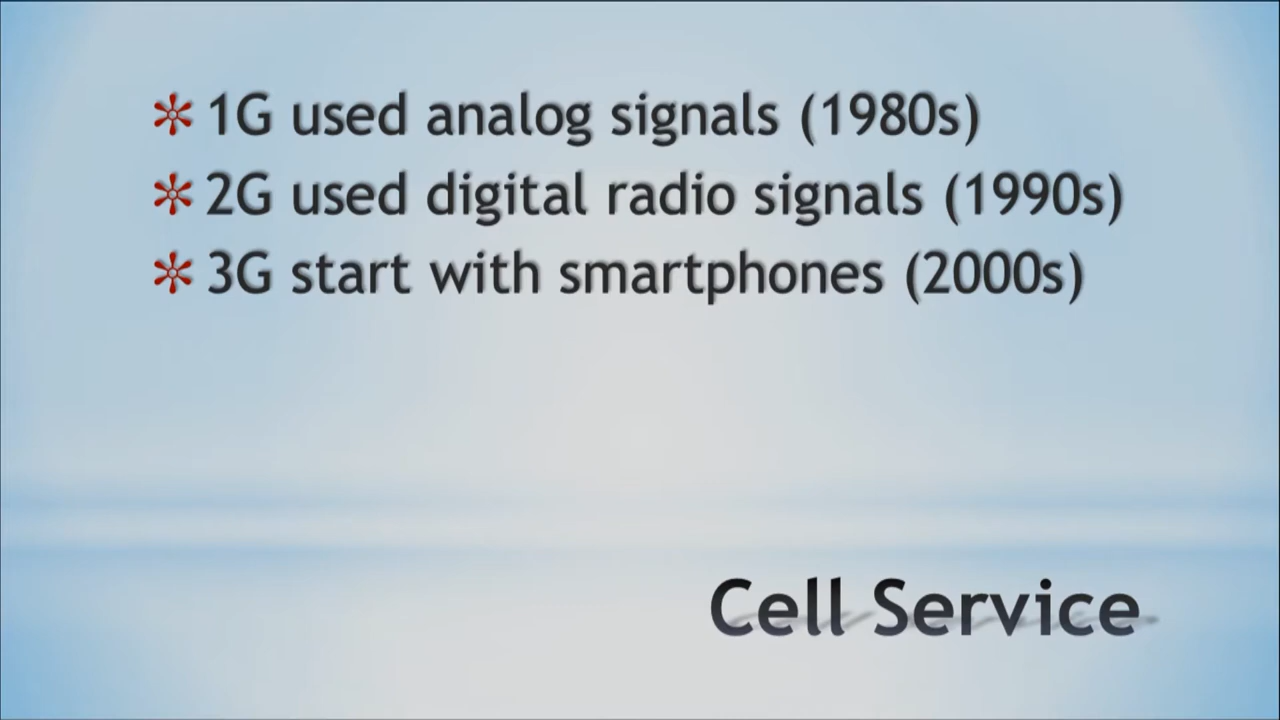 1G used analog signals (1980s)
2G used digital radio signals (1990s)
3G start with smartphones (2000s)
Cell Service